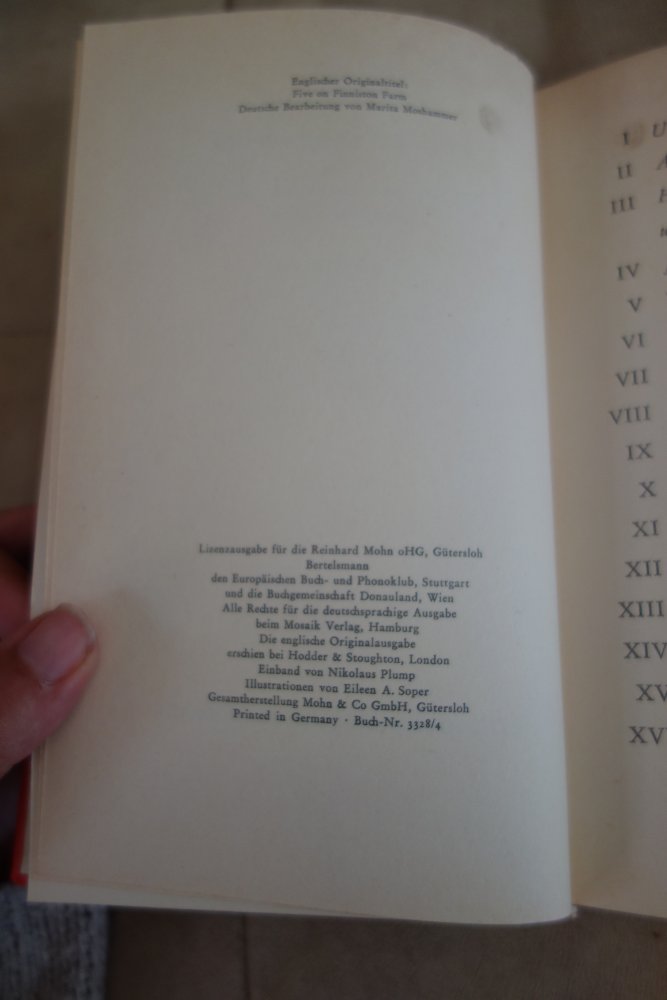 Englischer Originaltitel:
Five on Finniston Farm
Deutsche Bearbeitung von Marita Moshammer
Lizenzausgabe für die Reinhard Mohn oHG, Gütersloh
Bertelsmann
den Europäischen Buch- und Phonoklub, Stuttgart
und die Buchgemeinschaft Donauland, Wien
Alle Rechte für die deutschsprachige Ausgabe
beim Mosaik Verlag, Hamburg
Die englische Originalausgabe
erschien bei Hodder & Stoughton, London
Einband von Nikolaus Plump
Illustrationen von Eileen A. Soper
Gesamtherstellung Mohn & Co GmbH, Gütersloh
Printed in Germany · Buch-Nr. 3328/4
I
II
III
IV
V
VI
VII
VIII
IX
X
XI
XII
XIII
XIV
XV